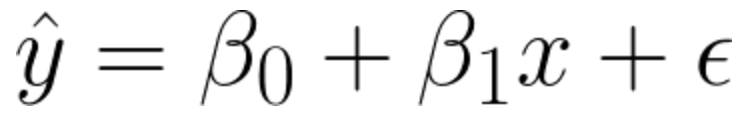 ŷ = β₀ + β₁x + ϵ